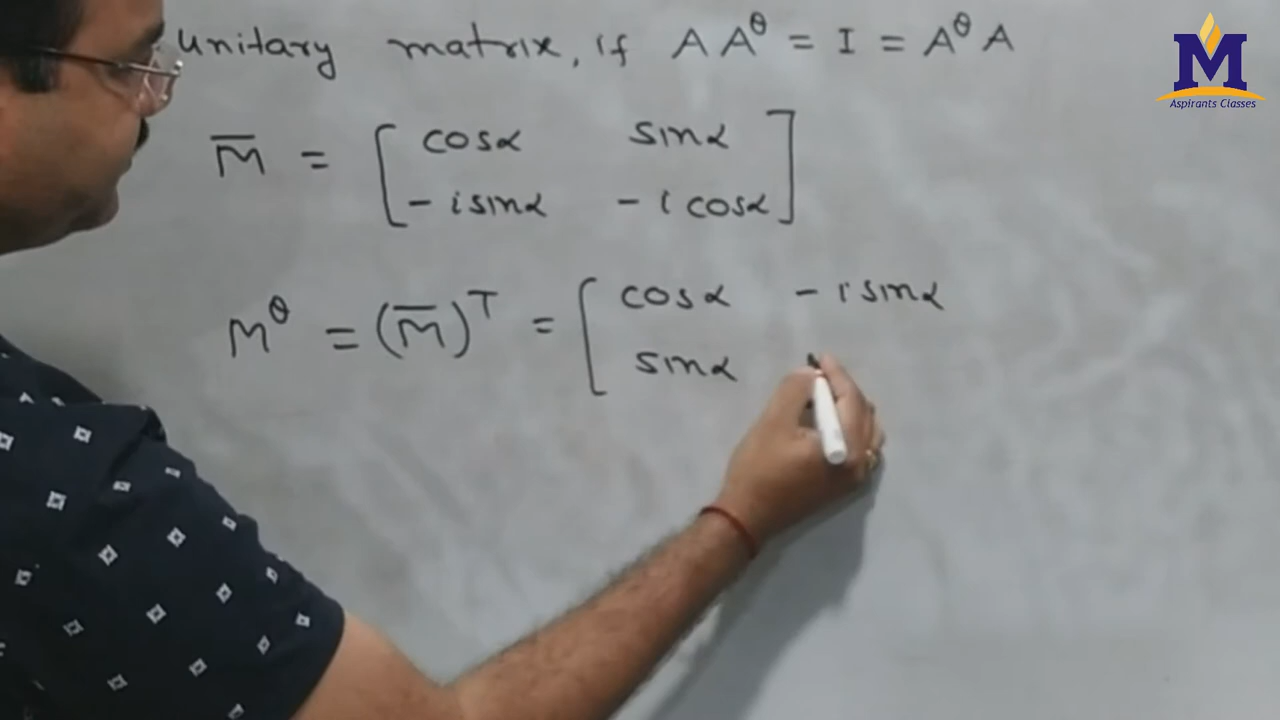 unitary matrix, if A A^θ = I = A^θ A
M
Aspirants Classes
M̅ = [ cosα sinα
- i sinα - i cosα ]
M^θ = (M̅)^T = [ cosα - i sinα
sinα